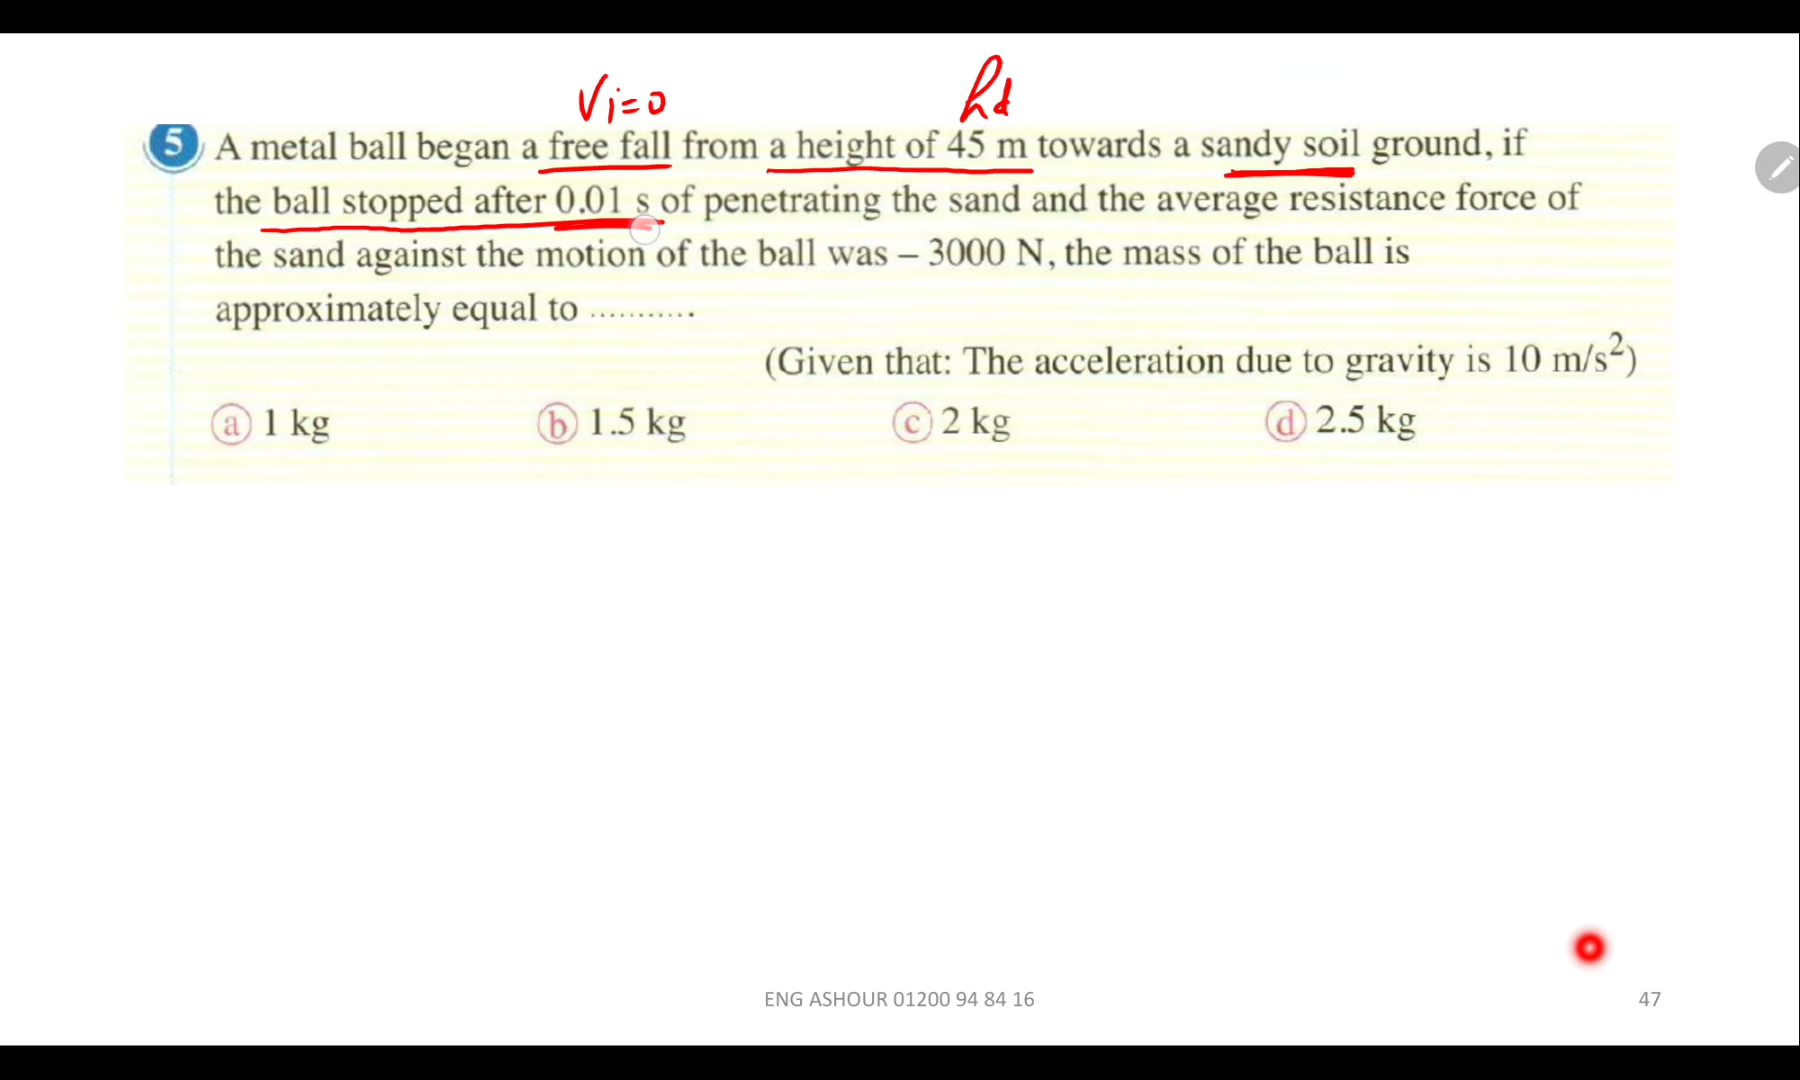 Vi=0 hd
5 A metal ball began a free fall from a height of 45 m towards a sandy soil ground, if
the ball stopped after 0.01 s of penetrating the sand and the average resistance force of
the sand against the motion of the ball was – 3000 N, the mass of the ball is
approximately equal to ...........
(Given that: The acceleration due to gravity is 10 m/s²)
ⓐ 1 kg ⓑ 1.5 kg ⓒ 2 kg ⓓ 2.5 kg
ENG ASHOUR 01200 94 84 16 47